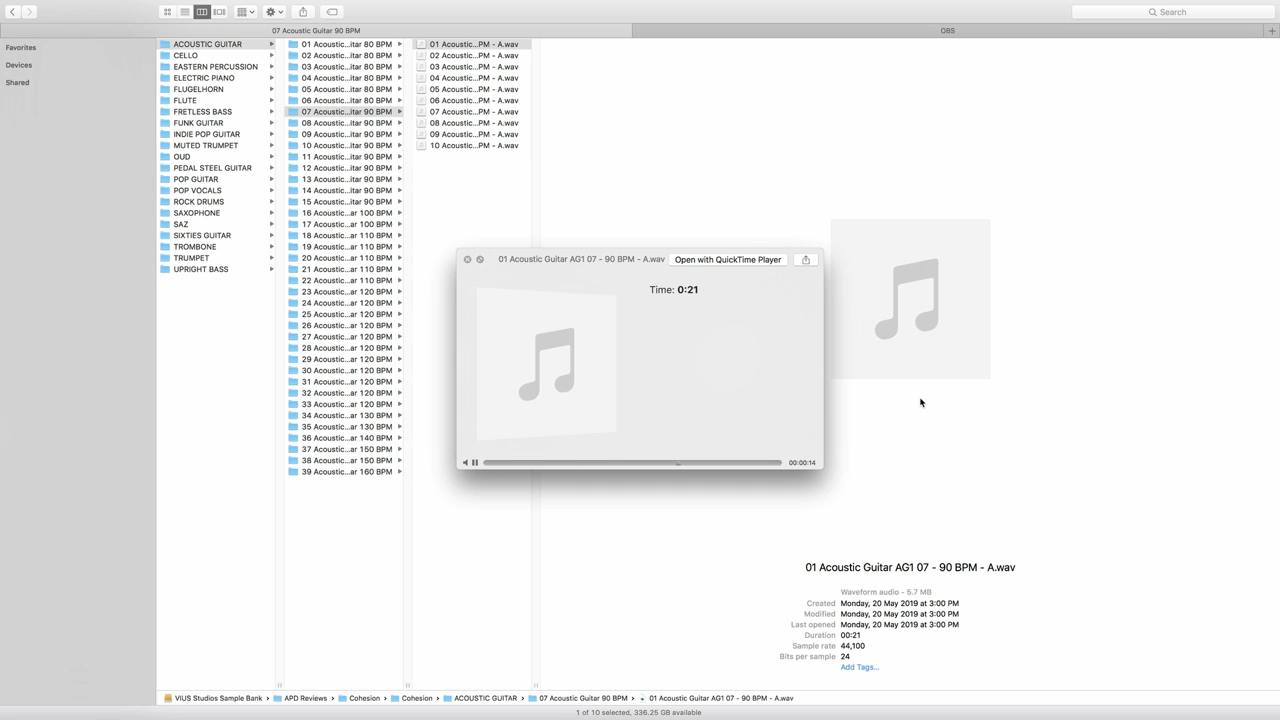 Search
07 Acoustic Guitar 90 BPM
OBS
Favorites
Devices
Shared
ACOUSTIC GUITAR
CELLO
EASTERN PERCUSSION
ELECTRIC PIANO
FLUGELHORN
FLUTE
FRETLESS BASS
FUNK GUITAR
INDIE POP GUITAR
MUTED TRUMPET
OUD
PEDAL STEEL GUITAR
POP GUITAR
POP VOCALS
ROCK DRUMS
SAXOPHONE
SAZ
SIXTIES GUITAR
TROMBONE
TRUMPET
UPRIGHT BASS
01 Acoustic...itar 80 BPM
02 Acoustic...itar 80 BPM
03 Acoustic...itar 80 BPM
04 Acoustic...itar 80 BPM
05 Acoustic...itar 80 BPM
06 Acoustic...itar 80 BPM
07 Acoustic...itar 90 BPM
08 Acoustic...itar 90 BPM
09 Acoustic...itar 90 BPM
10 Acoustic...itar 90 BPM
11 Acoustic...itar 90 BPM
12 Acoustic...itar 90 BPM
13 Acoustic...itar 90 BPM
14 Acoustic...itar 90 BPM
15 Acoustic...itar 90 BPM
16 Acoustic...ar 100 BPM
17 Acoustic...ar 100 BPM
18 Acoustic...ar 110 BPM
19 Acoustic...ar 110 BPM
20 Acoustic...ar 110 BPM
21 Acoustic...ar 110 BPM
22 Acoustic...ar 110 BPM
23 Acoustic...ar 120 BPM
24 Acoustic...ar 120 BPM
25 Acoustic...ar 120 BPM
26 Acoustic...ar 120 BPM
27 Acoustic...ar 120 BPM
28 Acoustic...ar 120 BPM
29 Acoustic...ar 120 BPM
30 Acoustic...ar 120 BPM
31 Acoustic...ar 120 BPM
32 Acoustic...ar 120 BPM
33 Acoustic...ar 120 BPM
34 Acoustic...ar 130 BPM
35 Acoustic...ar 130 BPM
36 Acoustic...ar 140 BPM
37 Acoustic...ar 150 BPM
38 Acoustic...ar 150 BPM
39 Acoustic...ar 160 BPM
01 Acoustic...PM - A.wav
02 Acoustic...PM - A.wav
03 Acoustic...PM - A.wav
04 Acoustic...PM - A.wav
05 Acoustic...PM - A.wav
06 Acoustic...PM - A.wav
07 Acoustic...PM - A.wav
08 Acoustic...PM - A.wav
09 Acoustic...PM - A.wav
10 Acoustic...PM - A.wav
01 Acoustic Guitar AG1 07 - 90 BPM - A.wav
Open with QuickTime Player
Time: 0:21
00:00:14
01 Acoustic Guitar AG1 07 - 90 BPM - A.wav
Waveform audio - 5.7 MB
Created Monday, 20 May 2019 at 3:00 PM
Modified Monday, 20 May 2019 at 3:00 PM
Last opened Monday, 20 May 2019 at 3:00 PM
Duration 00:21
Sample rate 44,100
Bits per sample 24
Add Tags...
VIUS Studios Sample Bank › APD Reviews › Cohesion › Cohesion › ACOUSTIC GUITAR › 07 Acoustic Guitar 90 BPM › 01 Acoustic Guitar AG1 07 - 90 BPM - A.wav
1 of 10 selected, 336.25 GB available